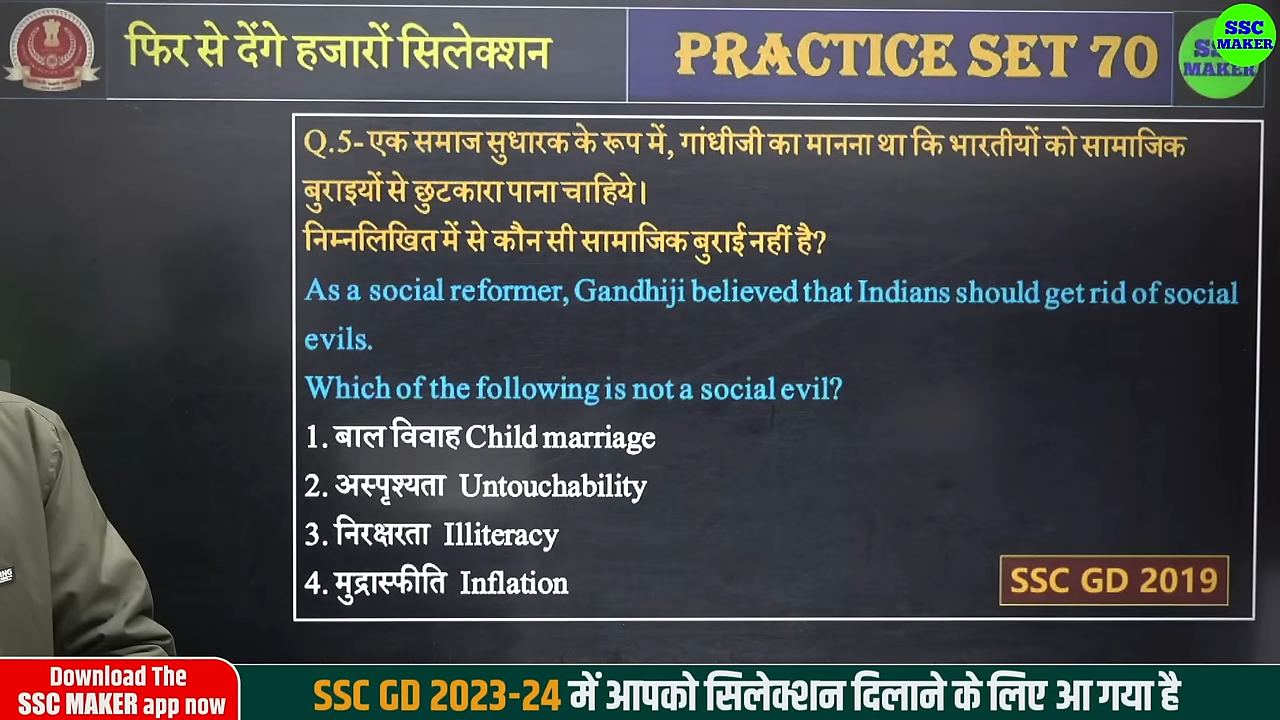 फिर से देंगे हजारों सिलेक्शन
PRACTICE SET 70
SSC
MAKER
MAKER
Q.5- एक समाज सुधारक के रूप में, गांधीजी का मानना था कि भारतीयों को सामाजिक
बुराइयों से छुटकारा पाना चाहिये।
निम्नलिखित में से कौन सी सामाजिक बुराई नहीं है?
As a social reformer, Gandhiji believed that Indians should get rid of social
evils.
Which of the following is not a social evil?
1. बाल विवाह Child marriage
2. अस्पृश्यता Untouchability
3. निरक्षरता Illiteracy
4. मुद्रास्फीति Inflation
SSC GD 2019
Download The
SSC MAKER app now
SSC GD 2023-24 में आपको सिलेक्शन दिलाने के लिए आ गया है